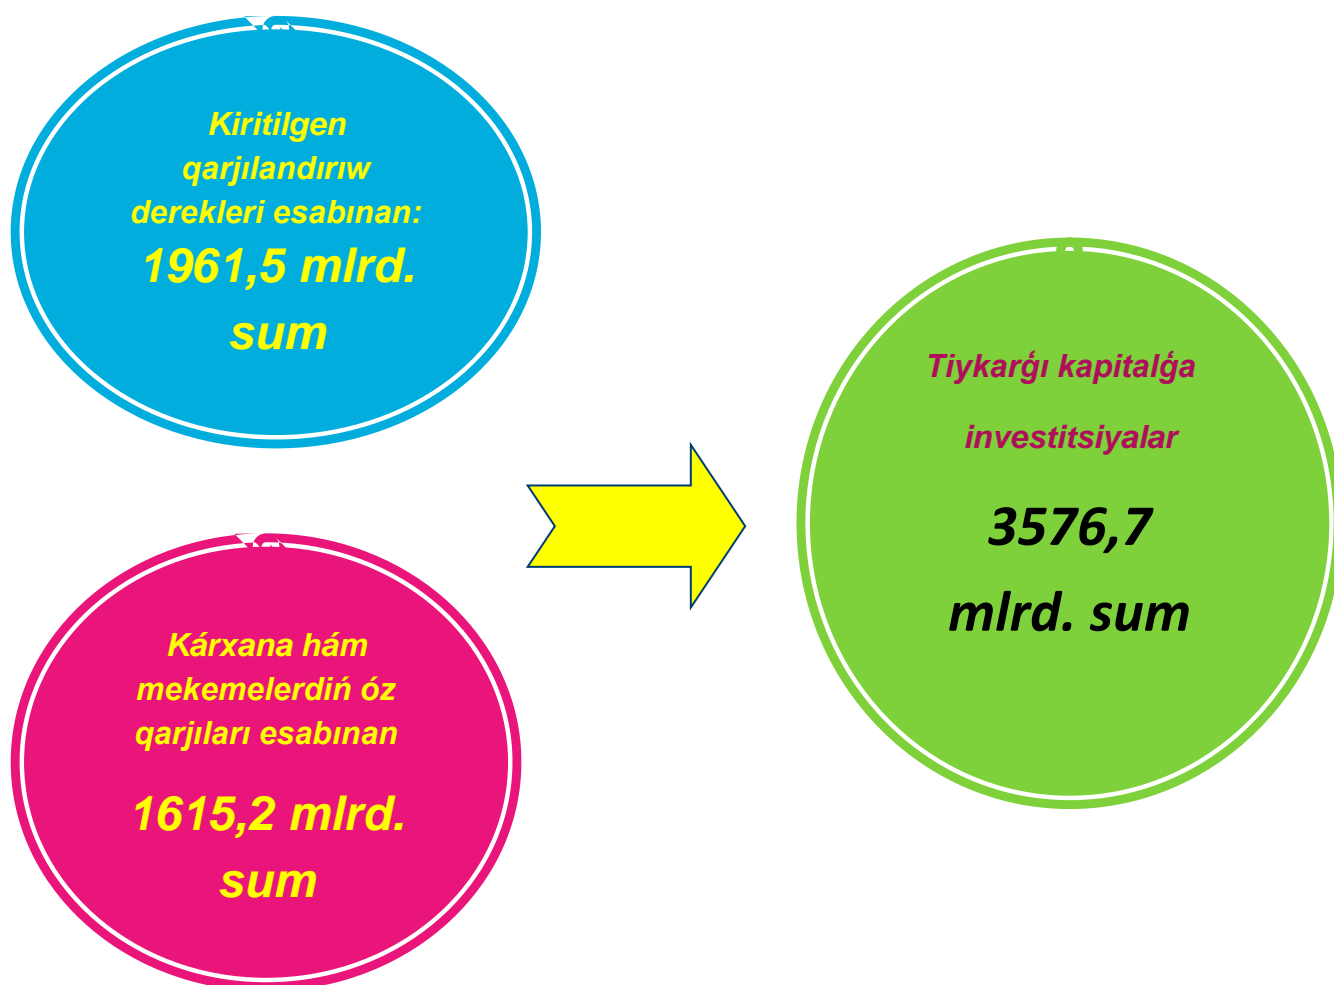 Kiritilgen
qarjılandırıw
derekleri esabınan:
1961,5 mlrd.
sum
Kárxana hám
mekemelerdiń óz
qarjıları esabınan
1615,2 mlrd.
sum
Tiykarǵı kapitalǵa
investitsiyalar
3576,7
mlrd. sum